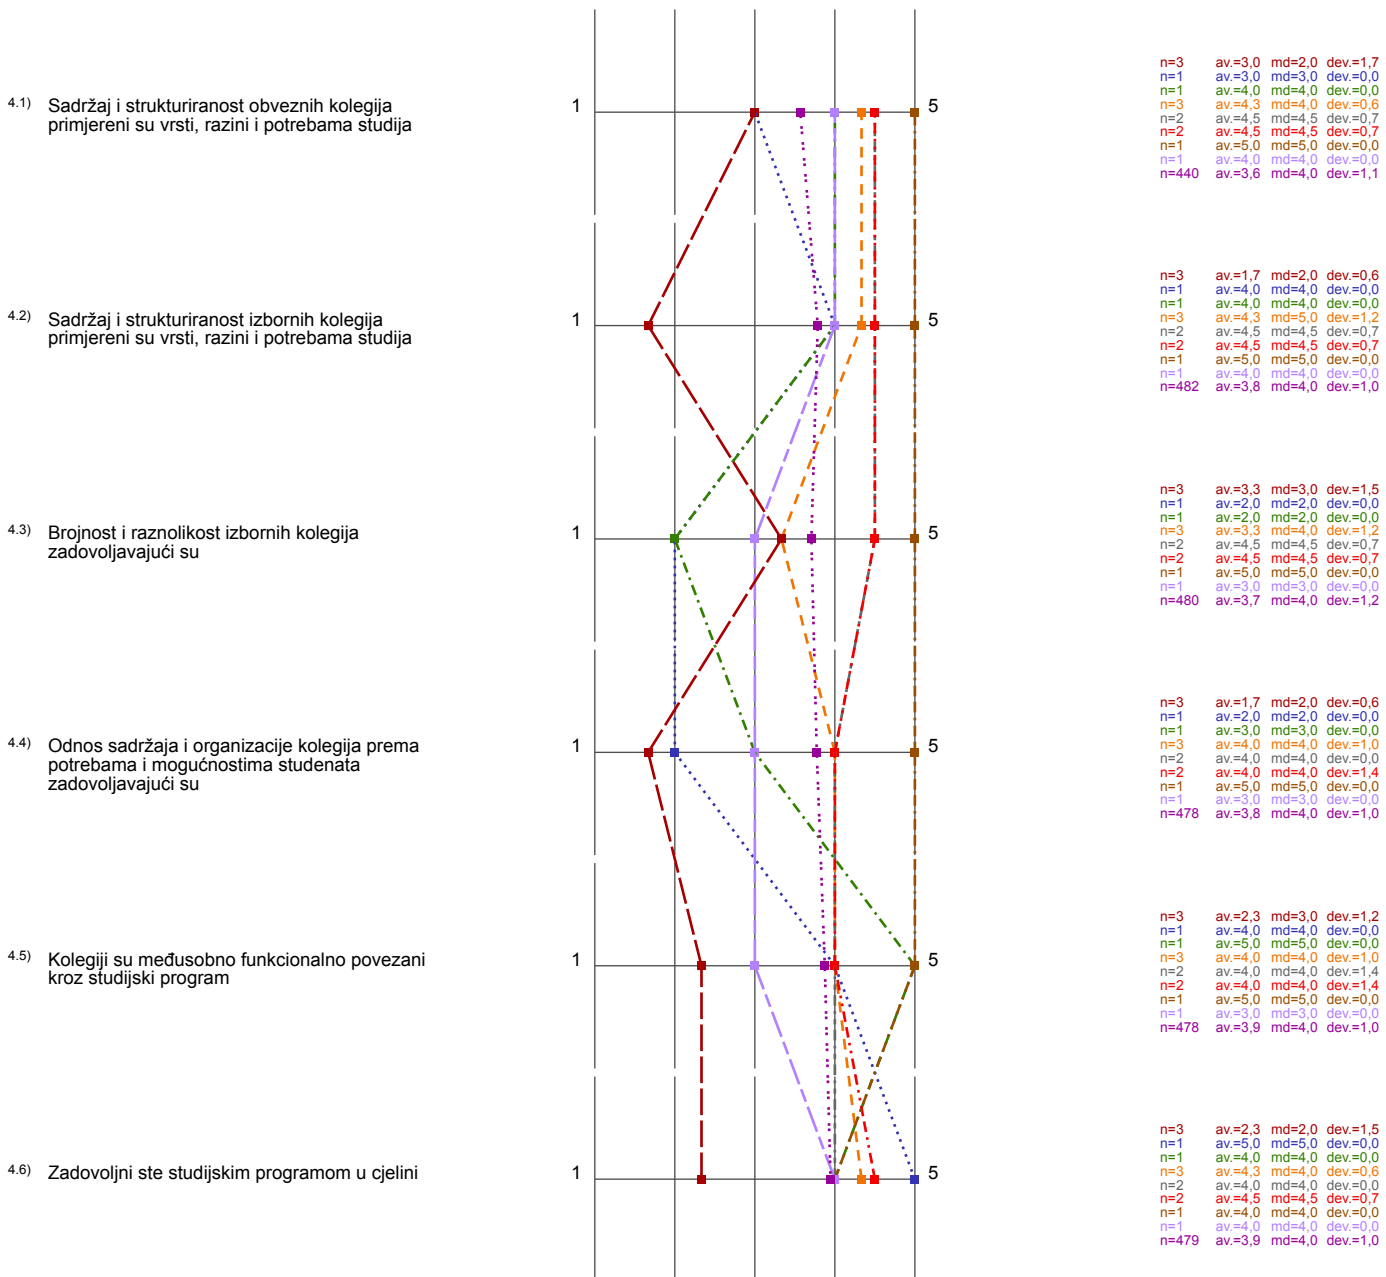 n=3 av.=3,0 md=2,0 dev.=1,7
n=1 av.=3,0 md=3,0 dev.=0,0
n=1 av.=4,0 md=4,0 dev.=0,0
n=3 av.=4,3 md=4,0 dev.=0,6
n=2 av.=4,5 md=4,5 dev.=0,7
n=2 av.=4,5 md=4,5 dev.=0,7
n=1 av.=5,0 md=5,0 dev.=0,0
n=1 av.=4,0 md=4,0 dev.=0,0
n=440 av.=3,6 md=4,0 dev.=1,1
4.1) Sadržaj i strukturiranost obveznih kolegija 1 5
primjereni su vrsti, razini i potrebama studija
n=3 av.=1,7 md=2,0 dev.=0,6
n=1 av.=4,0 md=4,0 dev.=0,0
n=1 av.=4,0 md=4,0 dev.=0,0
n=3 av.=4,3 md=5,0 dev.=1,2
n=2 av.=4,5 md=4,5 dev.=0,7
n=2 av.=4,5 md=4,5 dev.=0,7
n=1 av.=5,0 md=5,0 dev.=0,0
n=1 av.=4,0 md=4,0 dev.=0,0
n=482 av.=3,8 md=4,0 dev.=1,0
4.2) Sadržaj i strukturiranost izbornih kolegija 1 5
primjereni su vrsti, razini i potrebama studija
n=3 av.=3,3 md=3,0 dev.=1,5
n=1 av.=2,0 md=2,0 dev.=0,0
n=1 av.=2,0 md=2,0 dev.=0,0
n=3 av.=3,3 md=4,0 dev.=1,2
n=2 av.=4,5 md=4,5 dev.=0,7
n=2 av.=4,5 md=4,5 dev.=0,7
n=1 av.=5,0 md=5,0 dev.=0,0
n=1 av.=3,0 md=3,0 dev.=0,0
n=480 av.=3,7 md=4,0 dev.=1,2
4.3) Brojnost i raznolikost izbornih kolegija 1 5
zadovoljavajući su
n=3 av.=1,7 md=2,0 dev.=0,6
n=1 av.=2,0 md=2,0 dev.=0,0
n=1 av.=3,0 md=3,0 dev.=0,0
n=3 av.=4,0 md=4,0 dev.=1,0
n=2 av.=4,0 md=4,0 dev.=0,0
n=2 av.=4,0 md=4,0 dev.=1,4
n=1 av.=5,0 md=5,0 dev.=0,0
n=1 av.=3,0 md=3,0 dev.=0,0
n=478 av.=3,8 md=4,0 dev.=1,0
4.4) Odnos sadržaja i organizacije kolegija prema 1 5
potrebama i mogućnostima studenata
zadovoljavajući su
n=3 av.=2,3 md=3,0 dev.=1,2
n=1 av.=4,0 md=4,0 dev.=0,0
n=1 av.=5,0 md=5,0 dev.=0,0
n=3 av.=4,0 md=4,0 dev.=1,0
n=2 av.=4,0 md=4,0 dev.=1,4
n=2 av.=4,0 md=4,0 dev.=1,4
n=1 av.=5,0 md=5,0 dev.=0,0
n=1 av.=3,0 md=3,0 dev.=0,0
n=478 av.=3,9 md=4,0 dev.=1,0
4.5) Kolegiji su međusobno funkcionalno povezani 1 5
kroz studijski program
n=3 av.=2,3 md=2,0 dev.=1,5
n=1 av.=5,0 md=5,0 dev.=0,0
n=1 av.=4,0 md=4,0 dev.=0,0
n=3 av.=4,3 md=4,0 dev.=0,6
n=2 av.=4,0 md=4,0 dev.=0,0
n=2 av.=4,5 md=4,5 dev.=0,7
n=1 av.=4,0 md=4,0 dev.=0,0
n=1 av.=4,0 md=4,0 dev.=0,0
n=479 av.=3,9 md=4,0 dev.=1,0
4.6) Zadovoljni ste studijskim programom u cjelini 1 5